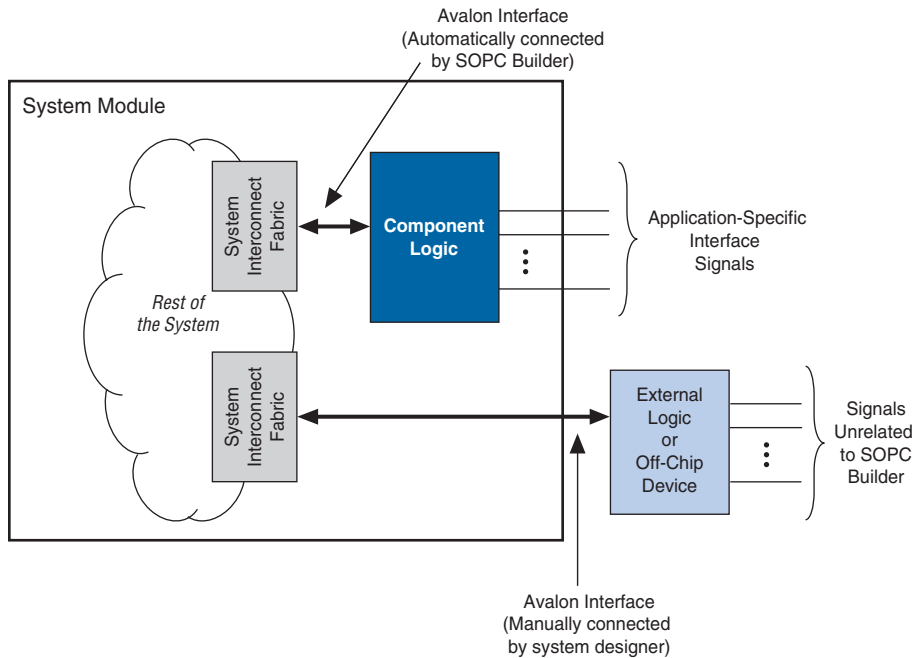 Avalon Interface
(Automatically connected
by SOPC Builder)
System Module
System
Interconnect
Fabric
Component
Logic
Application-Specific
Interface
Signals
Rest of
the System
System
Interconnect
Fabric
External
Logic
or
Off-Chip
Device
Signals
Unrelated
to SOPC
Builder
Avalon Interface
(Manually connected
by system designer)